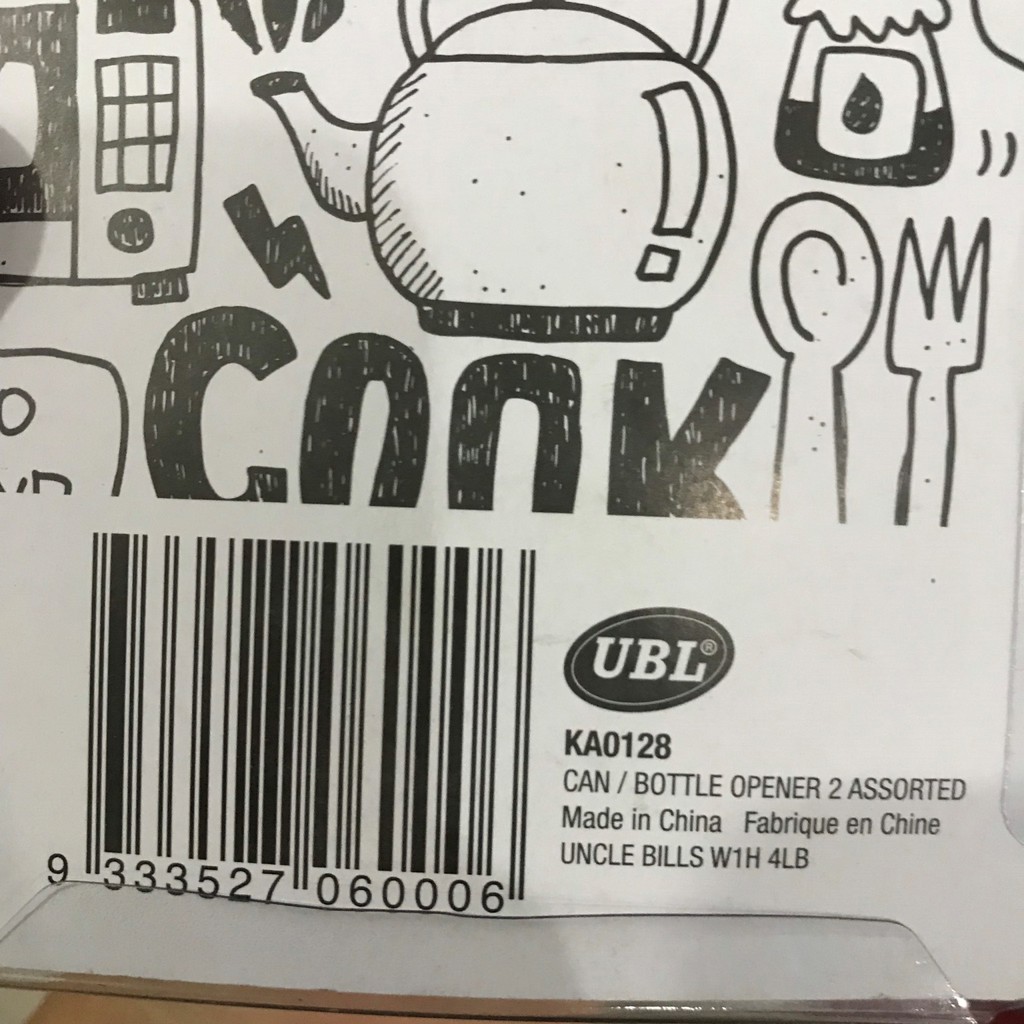 COOK
UBL®
KA0128
CAN / BOTTLE OPENER 2 ASSORTED
Made in China Fabrique en Chine
UNCLE BILLS W1H 4LB
9 333527 060006